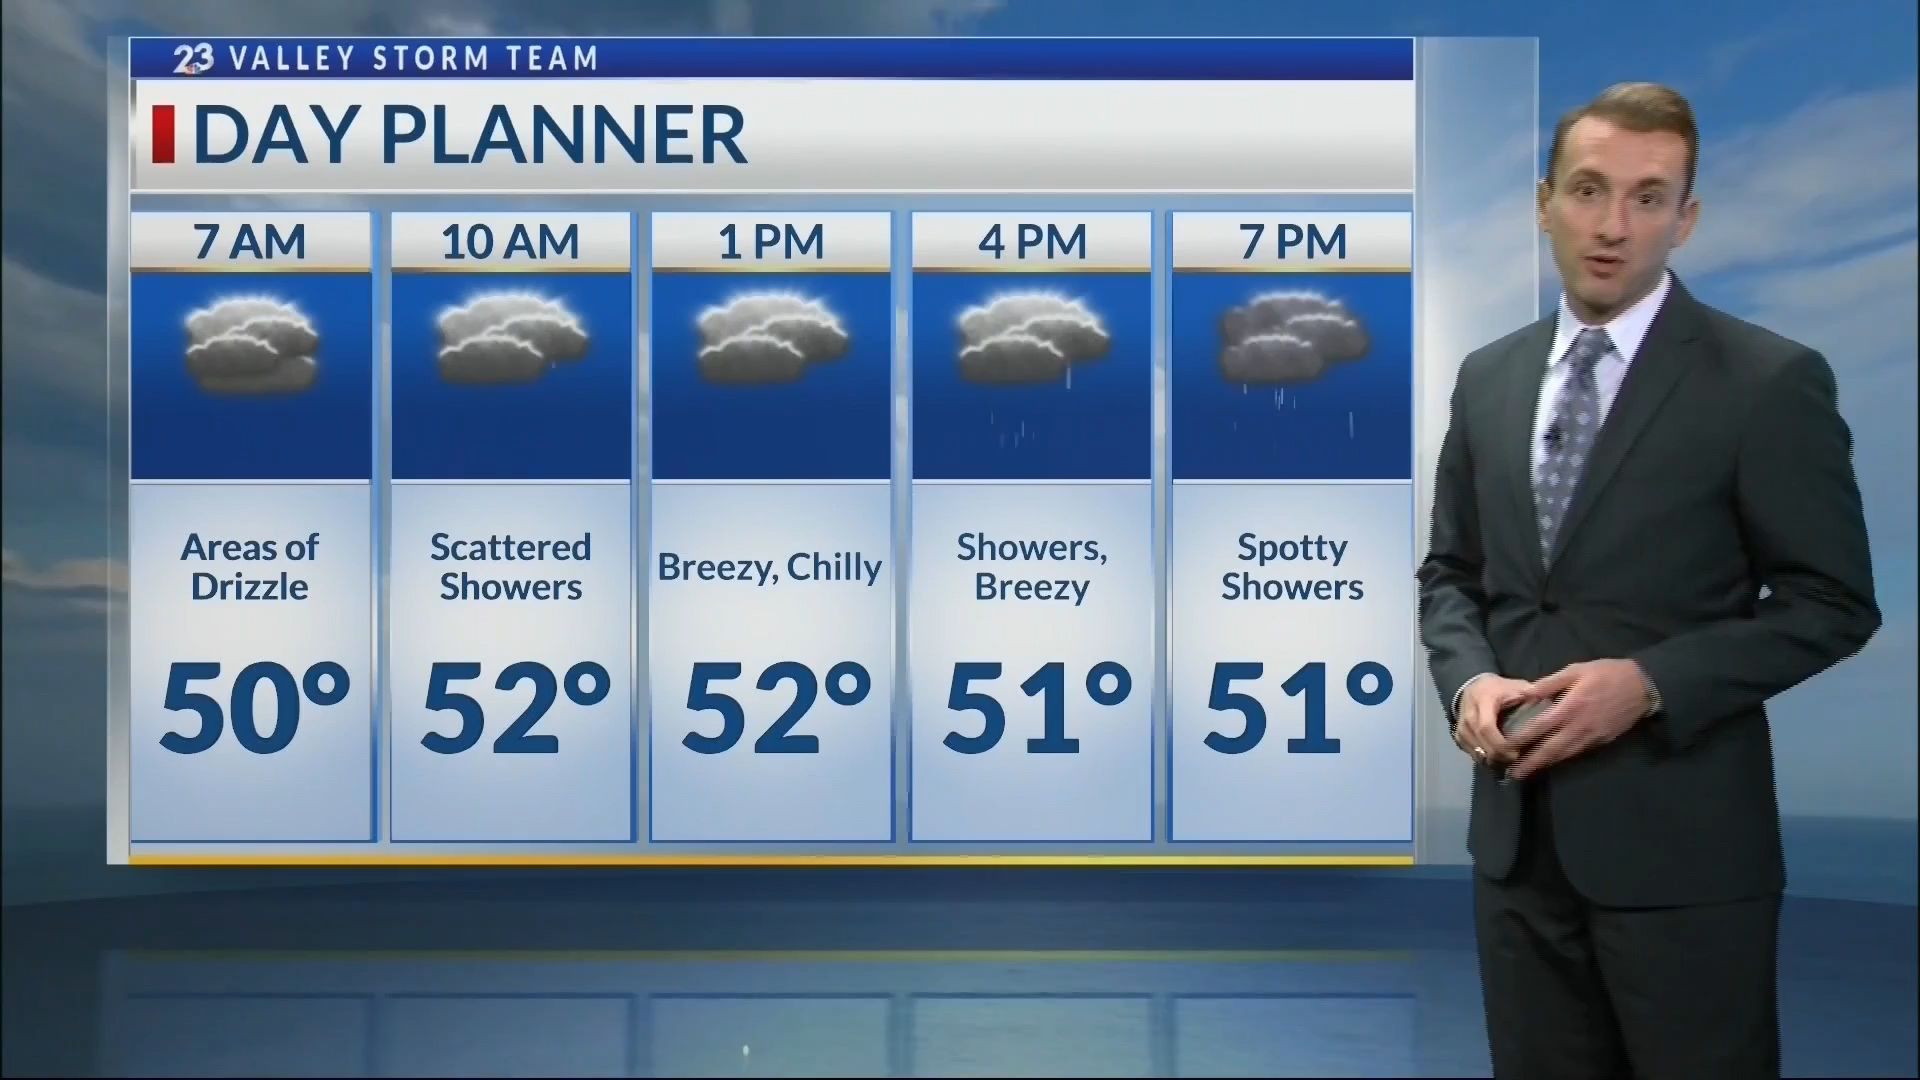 23 VALLEY STORM TEAM
DAY PLANNER
7 AM
10 AM
1 PM
4 PM
7 PM
Areas of
Drizzle
Scattered
Showers
Breezy, Chilly
Showers,
Breezy
Spotty
Showers
50°
52°
52°
51°
51°